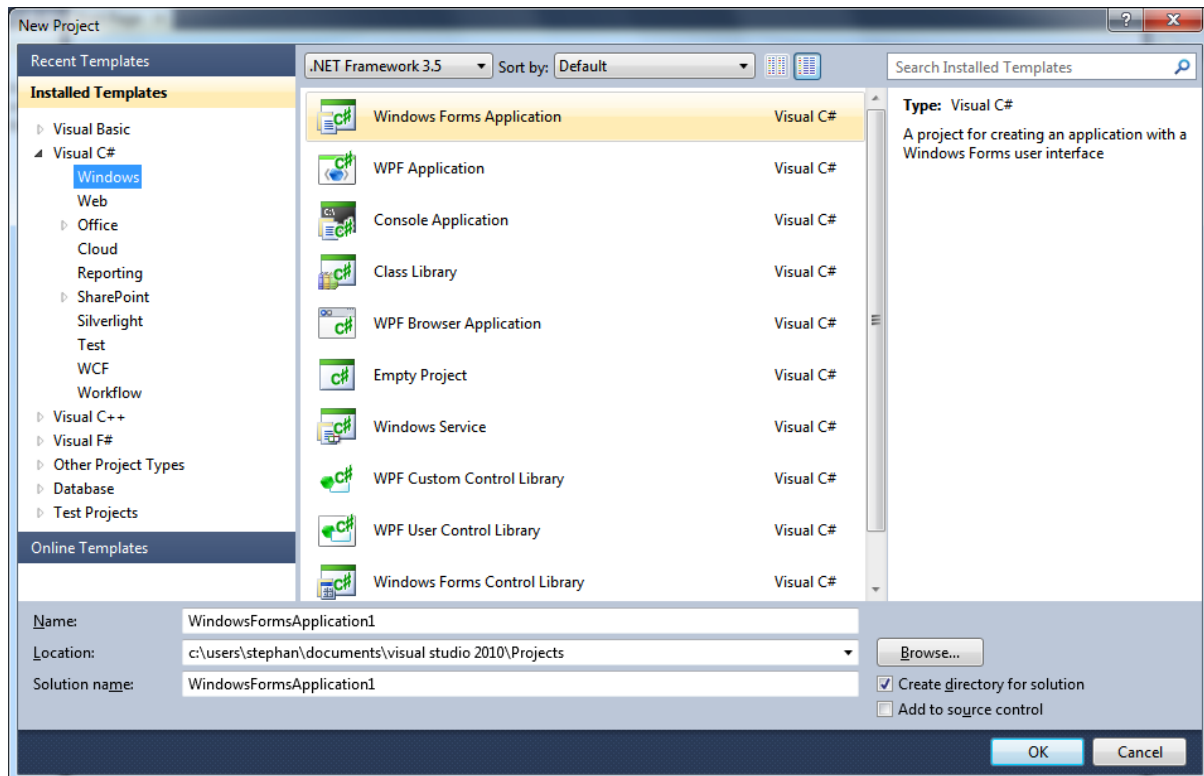 New Project
Recent Templates
Installed Templates
Visual Basic
Visual C#
Windows
Web
Office
Cloud
Reporting
SharePoint
Silverlight
Test
WCF
Workflow
Visual C++
Visual F#
Other Project Types
Database
Test Projects
Online Templates
.NET Framework 3.5 Sort by: Default
Windows Forms Application Visual C#
WPF Application Visual C#
Console Application Visual C#
Class Library Visual C#
WPF Browser Application Visual C#
Empty Project Visual C#
Windows Service Visual C#
WPF Custom Control Library Visual C#
WPF User Control Library Visual C#
Windows Forms Control Library Visual C#
Search Installed Templates
Type: Visual C#
A project for creating an application with a
Windows Forms user interface
Name: WindowsFormsApplication1
Location: c:\users\stephan\documents\visual studio 2010\Projects Browse...
Solution name: WindowsFormsApplication1
Create directory for solution
Add to source control
OK Cancel